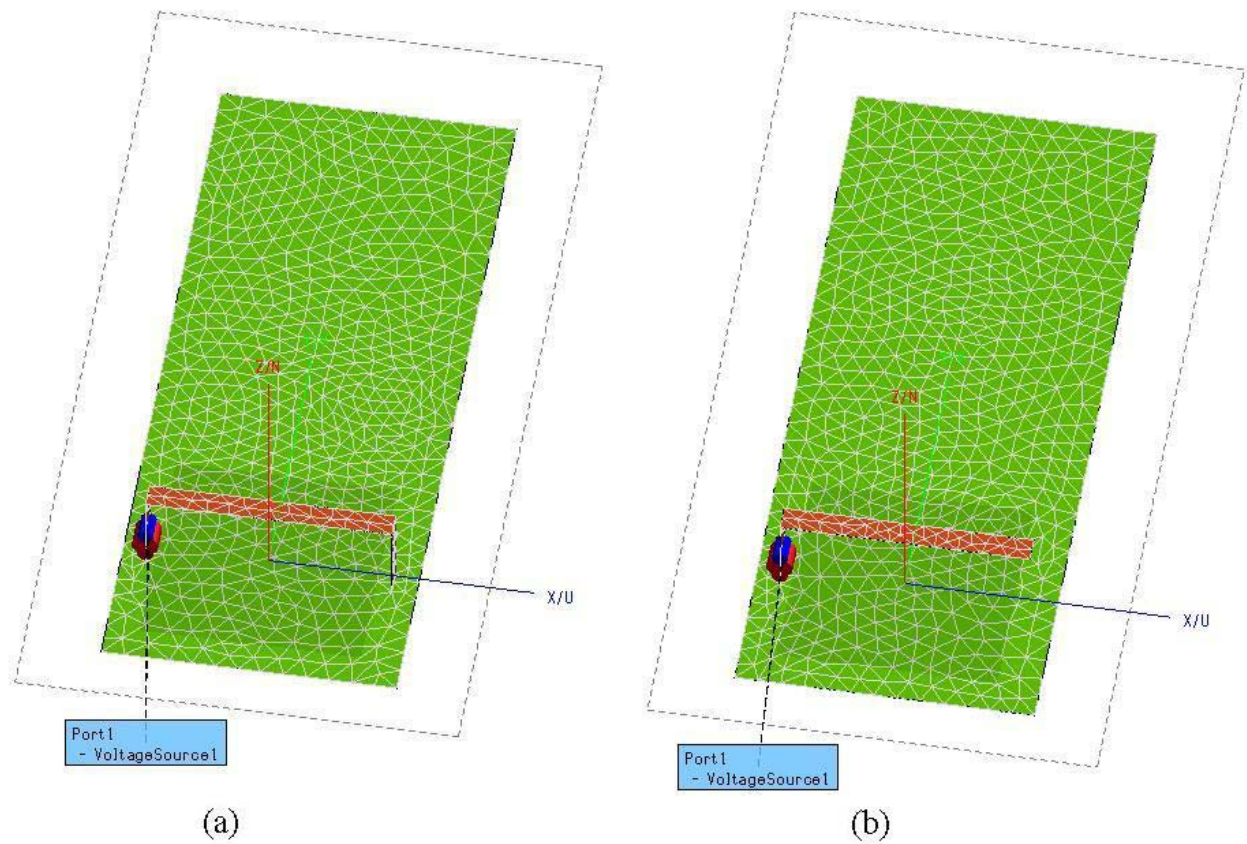 Z/N
X/U
Port1
- VoltageSource1
(a)
Z/N
X/U
Port1
- VoltageSource1
(b)